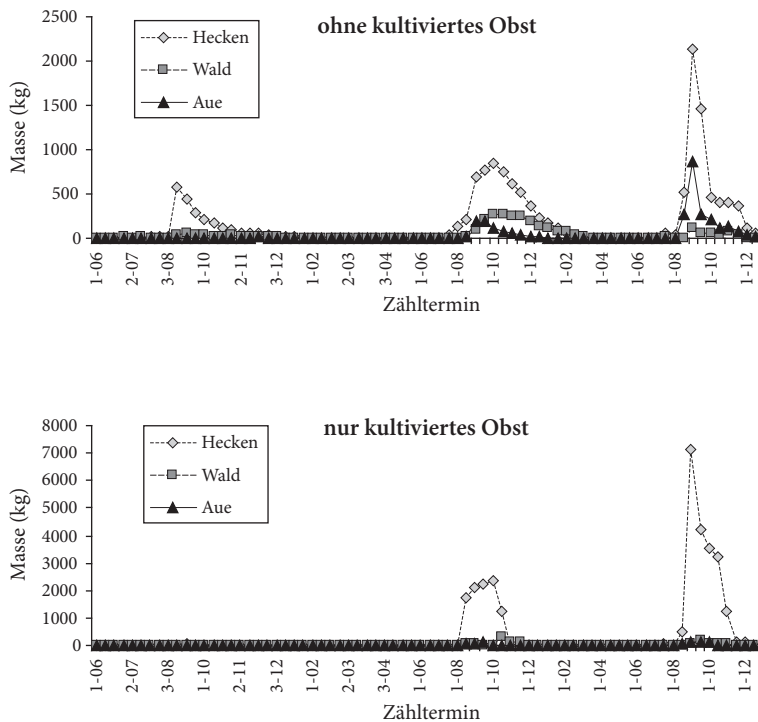 ohne kultiviertes Obst
Hecken
Wald
Aue
Masse (kg)
2500
2000
1500
1000
500
0
1-06 2-07 3-08 1-10 2-11 3-12 1-02 2-03 3-04 1-06 1-08 1-10 1-12 1-02 1-04 1-06 1-08 1-10 1-12
Zähltermin
nur kultiviertes Obst
Hecken
Wald
Aue
Masse (kg)
8000
7000
6000
5000
4000
3000
2000
1000
0
1-06 2-07 3-08 1-10 2-11 3-12 1-02 2-03 3-04 1-06 1-08 1-10 1-12 1-02 1-04 1-06 1-08 1-10 1-12
Zähltermin